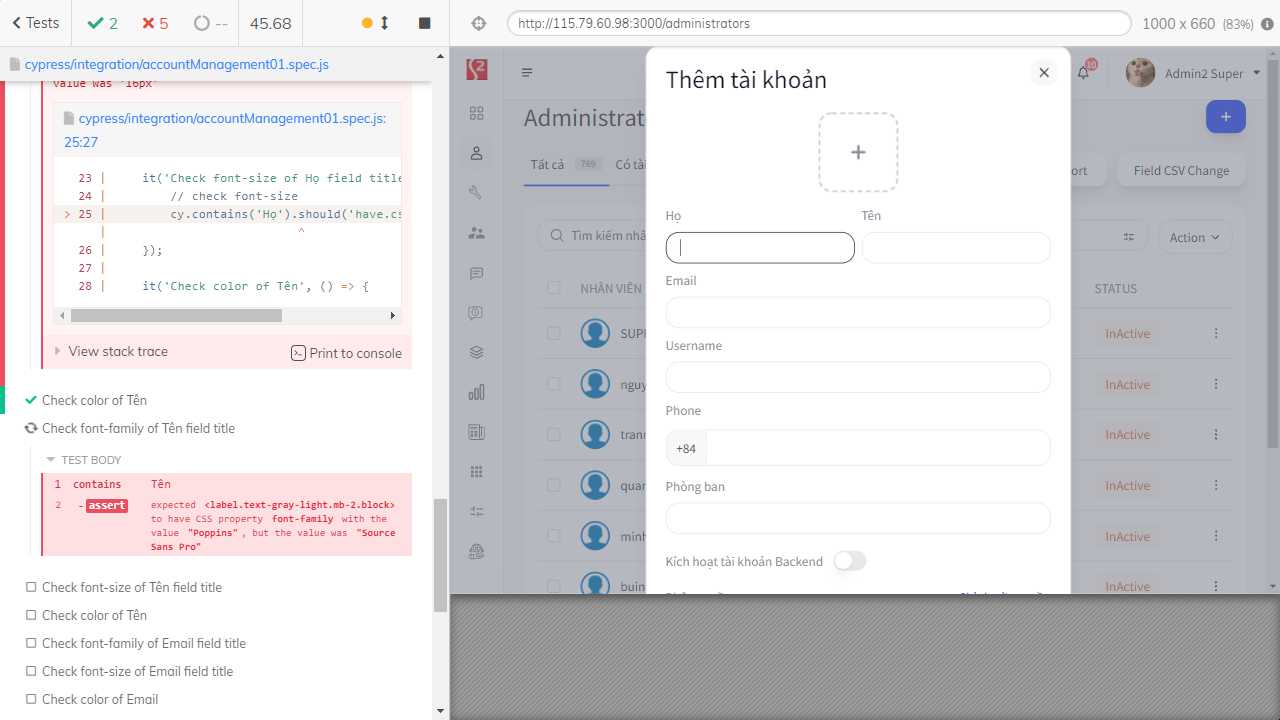 Tests
2
5
--
45.68
http://115.79.60.98:3000/administrators
1000 x 660 (83%)
cypress/integration/accountManagement01.spec.js
value was '16px'
cypress/integration/accountManagement01.spec.js:
25:27
23 | it('Check font-size of Họ field title
24 | // check font-size
> 25 | cy.contains('Họ').should('have.cs
| ^
26 | });
27 |
28 | it('Check color of Tên', () => {
View stack trace
Print to console
Check color of Tên
Check font-family of Tên field title
TEST BODY
1 contains Tên
2 -assert expected <label.text-gray-light.mb-2.block>
to have CSS property font-family with the
value "Poppins" , but the value was "Source
Sans Pro"
Check font-size of Tên field title
Check color of Tên
Check font-family of Email field title
Check font-size of Email field title
Check color of Email
10
Admin2 Super
Administrat
+
Tất cả 769
Có tài
ort
Field CSV Change
Tìm kiếm nhâ
Action
NHÂN VIÊN
STATUS
SUPP
InActive
nguy
InActive
trann
InActive
quar
InActive
minh
InActive
buin
InActive
Thêm tài khoản
+
Họ
Tên
Email
Username
Phone
+84
Phòng ban
Kích hoạt tài khoản Backend